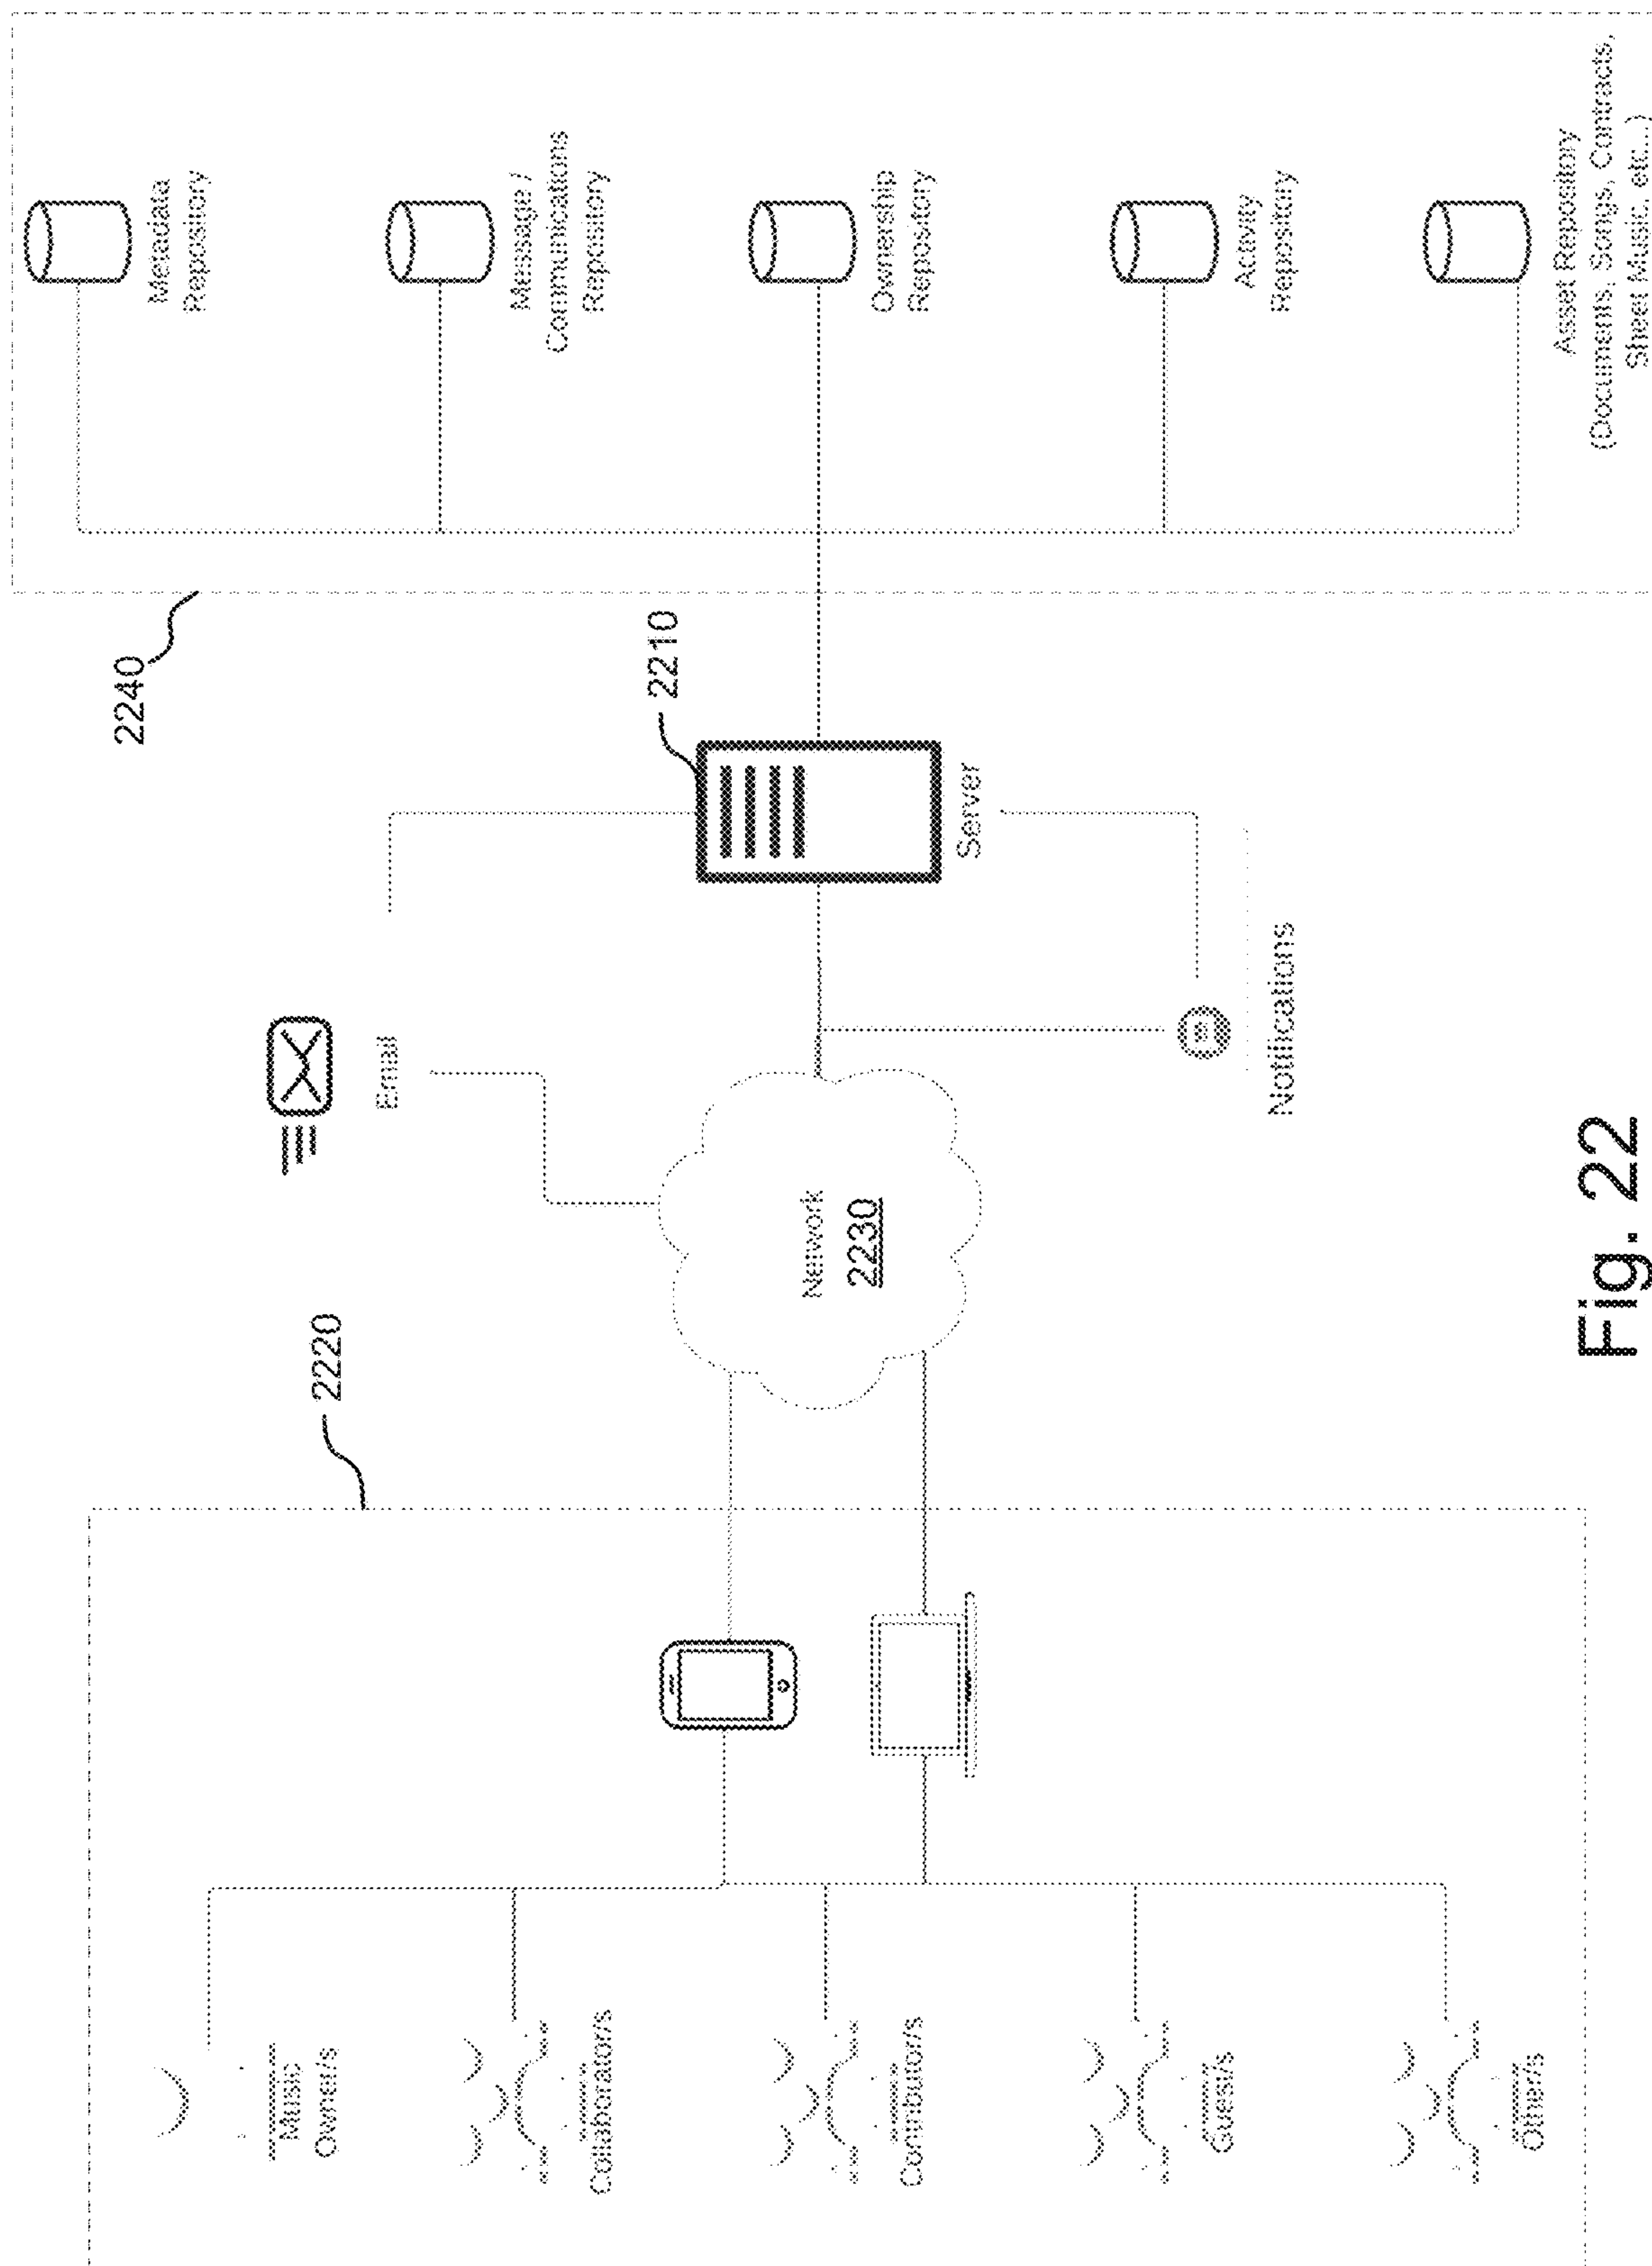 2220
Music
Owner/s
Collaborator/s
Contributor/s
Guest/s
Other/s
Email
Network
2230
Notifications
2210
Server
2240
Metadata
Repository
Message /
Communications
Repository
Ownership
Repository
Activity
Repository
Asset Repository
(Documents, Songs, Contracts,
Sheet Music, etc...)
Fig. 22